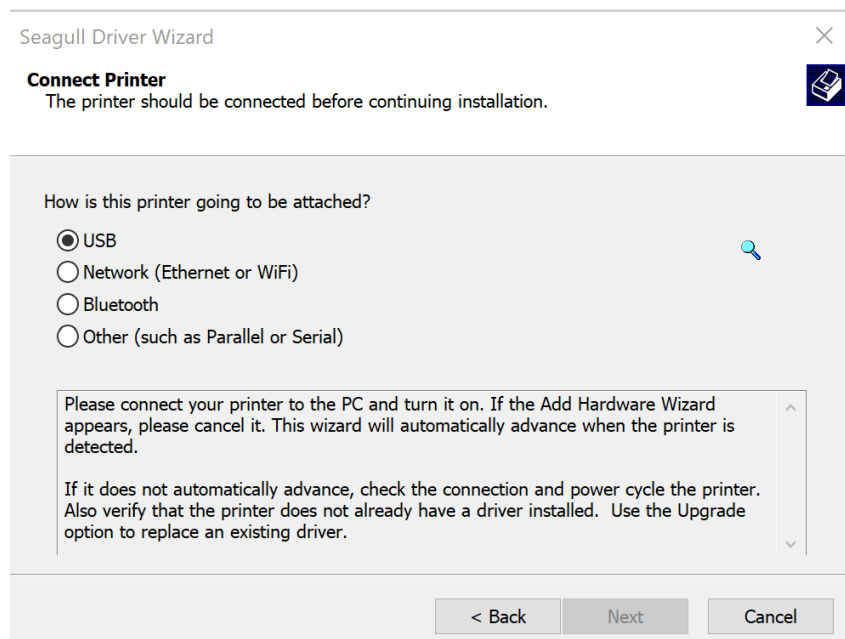 Seagull Driver Wizard
Connect Printer
The printer should be connected before continuing installation.
How is this printer going to be attached?
USB
Network (Ethernet or WiFi)
Bluetooth
Other (such as Parallel or Serial)
Please connect your printer to the PC and turn it on. If the Add Hardware Wizard
appears, please cancel it. This wizard will automatically advance when the printer is
detected.
If it does not automatically advance, check the connection and power cycle the printer.
Also verify that the printer does not already have a driver installed.  Use the Upgrade
option to replace an existing driver.
< Back
Next
Cancel